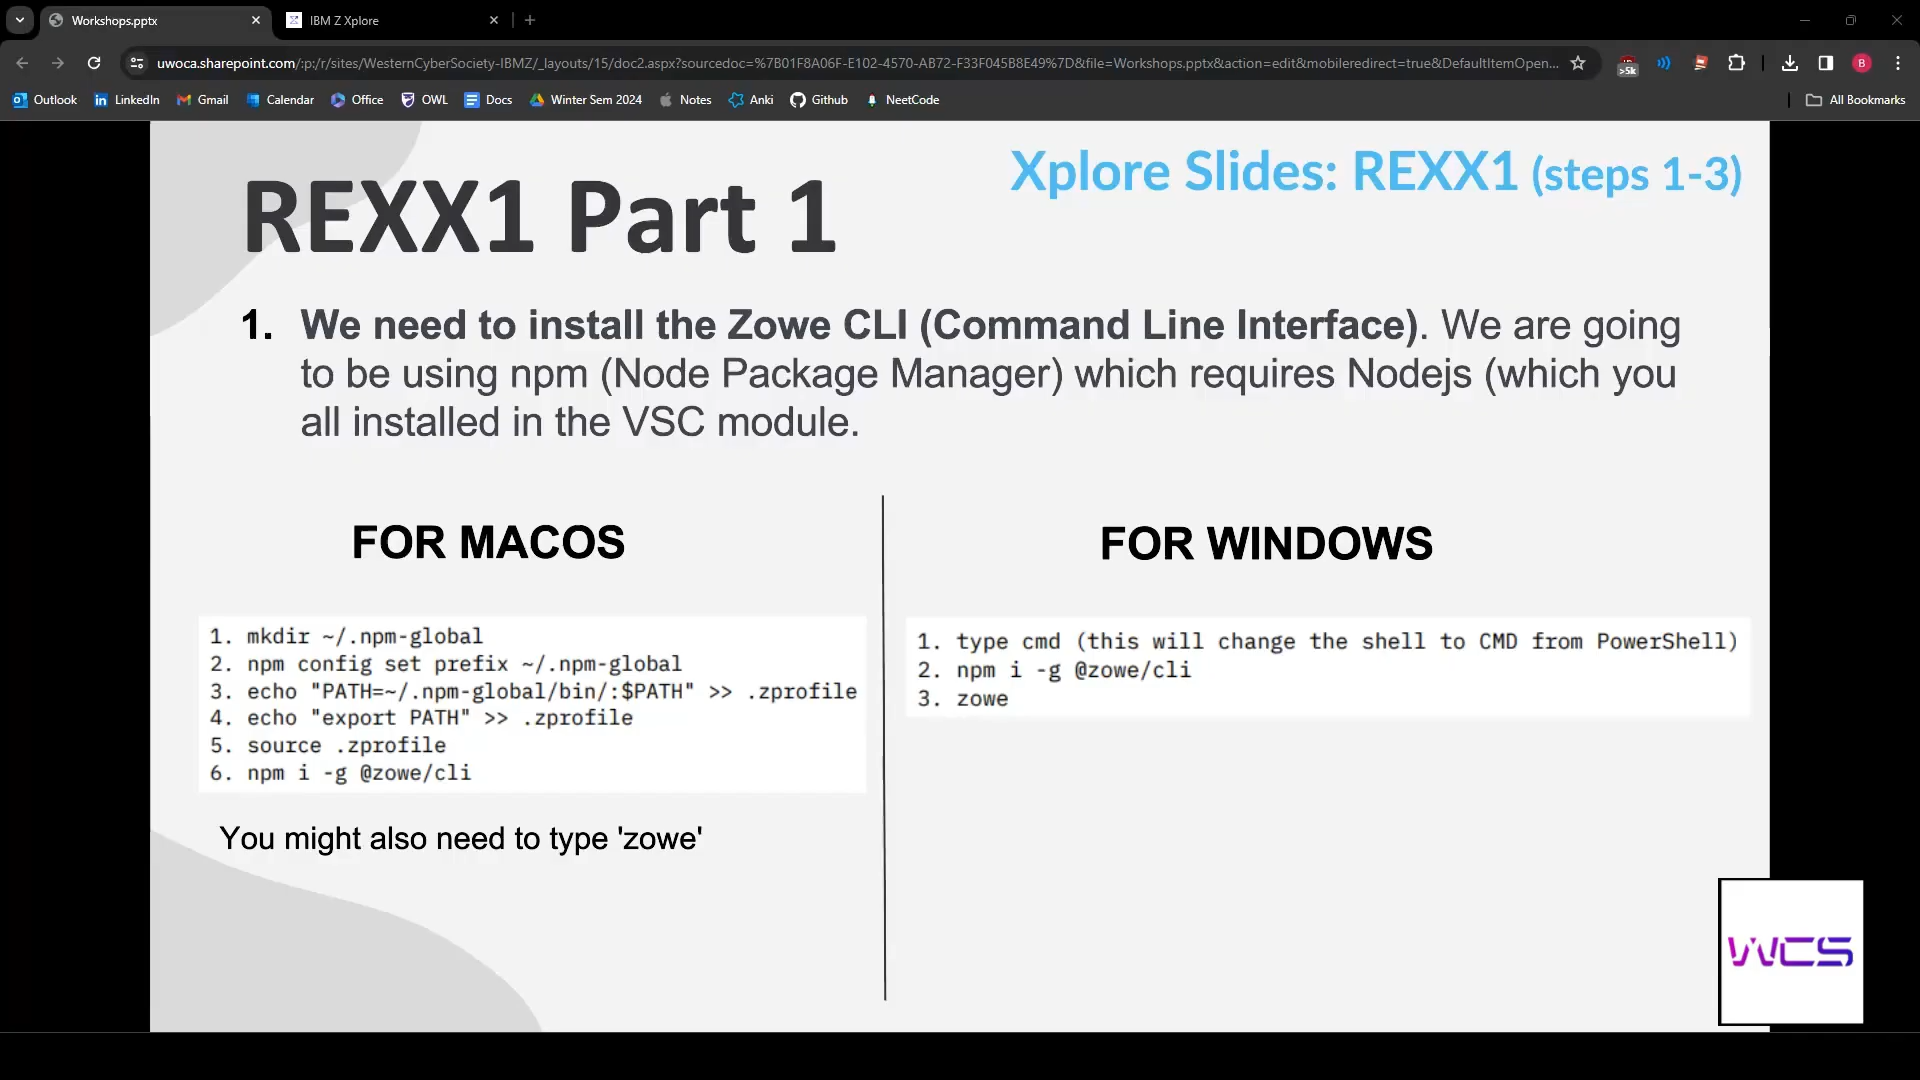 Workshops.pptx
IBM Z Xplore
uwoca.sharepoint.com/:p:/r/sites/WesternCyberSociety-IBMZ/_layouts/15/doc2.aspx?sourcedoc=%7B01F8A06F-E102-4570-AB72-F33F045B8E49%7D&file=Workshops.pptx&action=edit&mobileredirect=true&DefaultItemOpen...
>5k
B
Outlook
LinkedIn
Gmail
Calendar
Office
OWL
Docs
Winter Sem 2024
Notes
Anki
Github
NeetCode
All Bookmarks
Xplore Slides: REXX1 (steps 1-3)
REXX1 Part 1
1. We need to install the Zowe CLI (Command Line Interface). We are going
to be using npm (Node Package Manager) which requires Nodejs (which you
all installed in the VSC module.
FOR MACOS
1. mkdir ~/.npm-global
2. npm config set prefix ~/.npm-global
3. echo "PATH=~/.npm-global/bin/:$PATH" >> .zprofile
4. echo "export PATH" >> .zprofile
5. source .zprofile
6. npm i -g @zowe/cli
You might also need to type 'zowe'
FOR WINDOWS
1. type cmd (this will change the shell to CMD from PowerShell)
2. npm i -g @zowe/cli
3. zowe
WCS